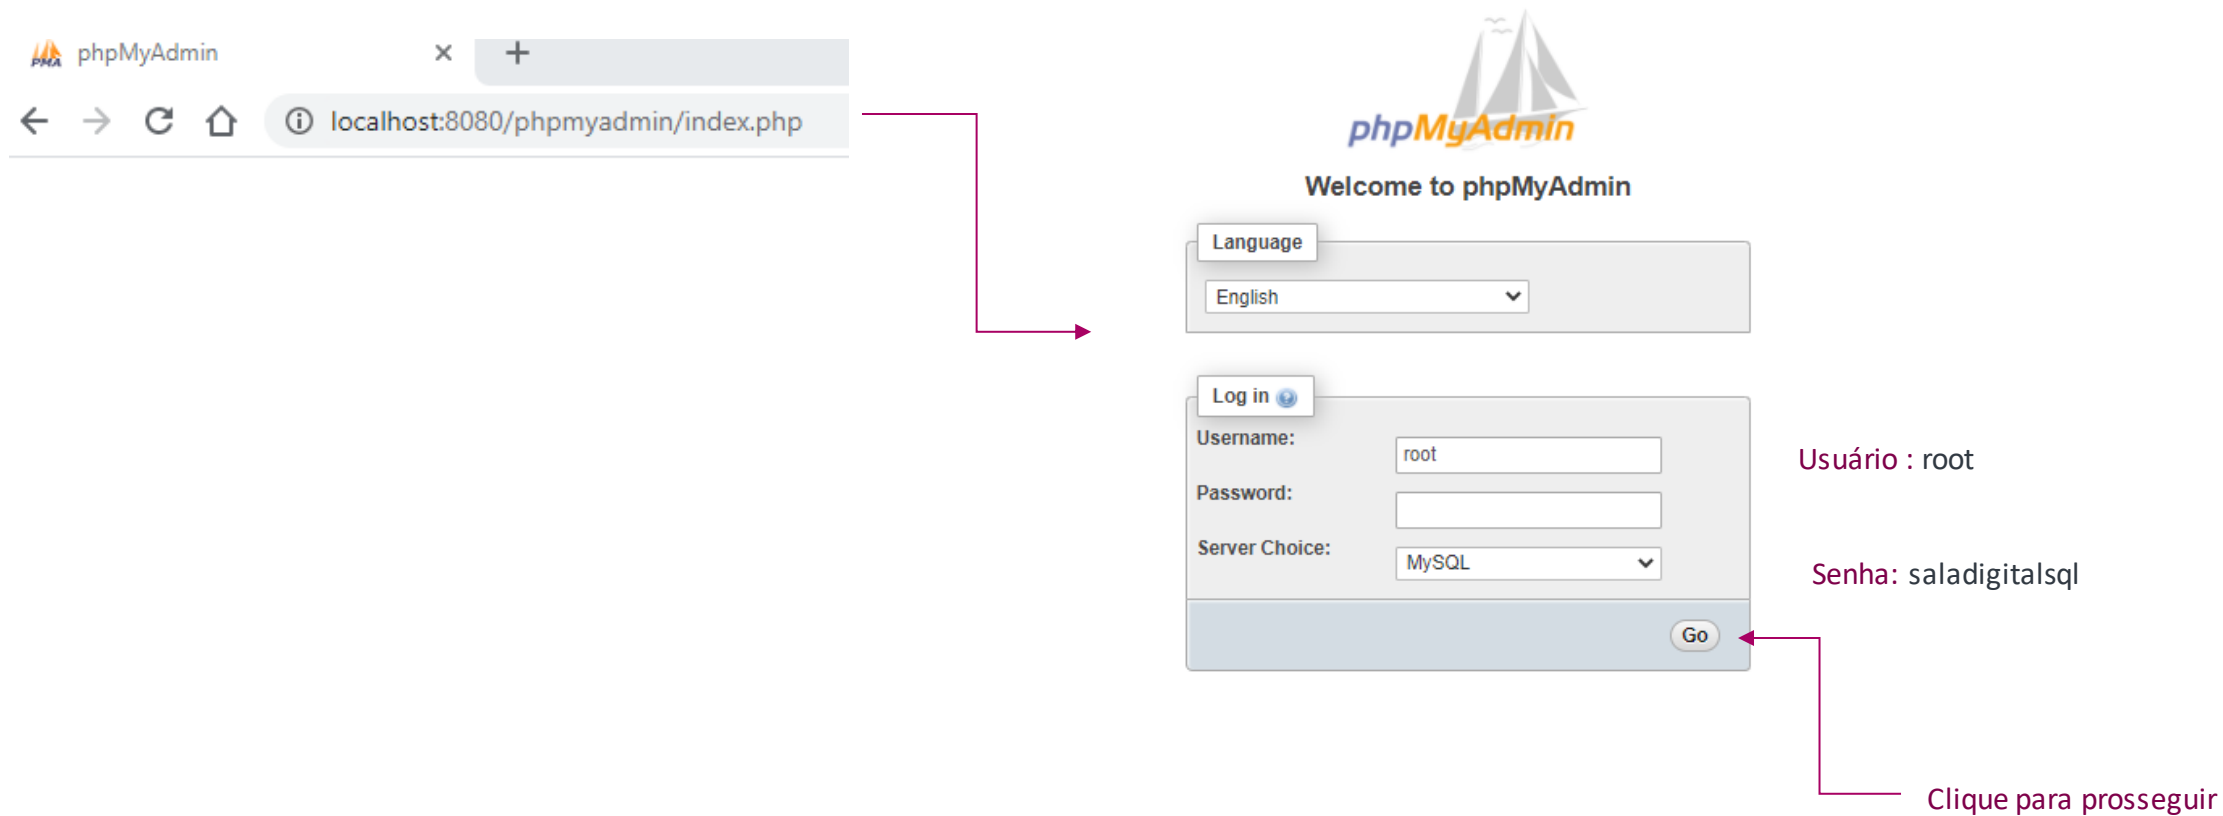 PMA
phpMyAdmin
localhost:8080/phpmyadmin/index.php
phpMyAdmin
Welcome to phpMyAdmin
Language
English
Log in
Username:
root
Usuário : root
Password:
Server Choice:
MySQL
Senha: saladigitalsql
Go
Clique para prosseguir